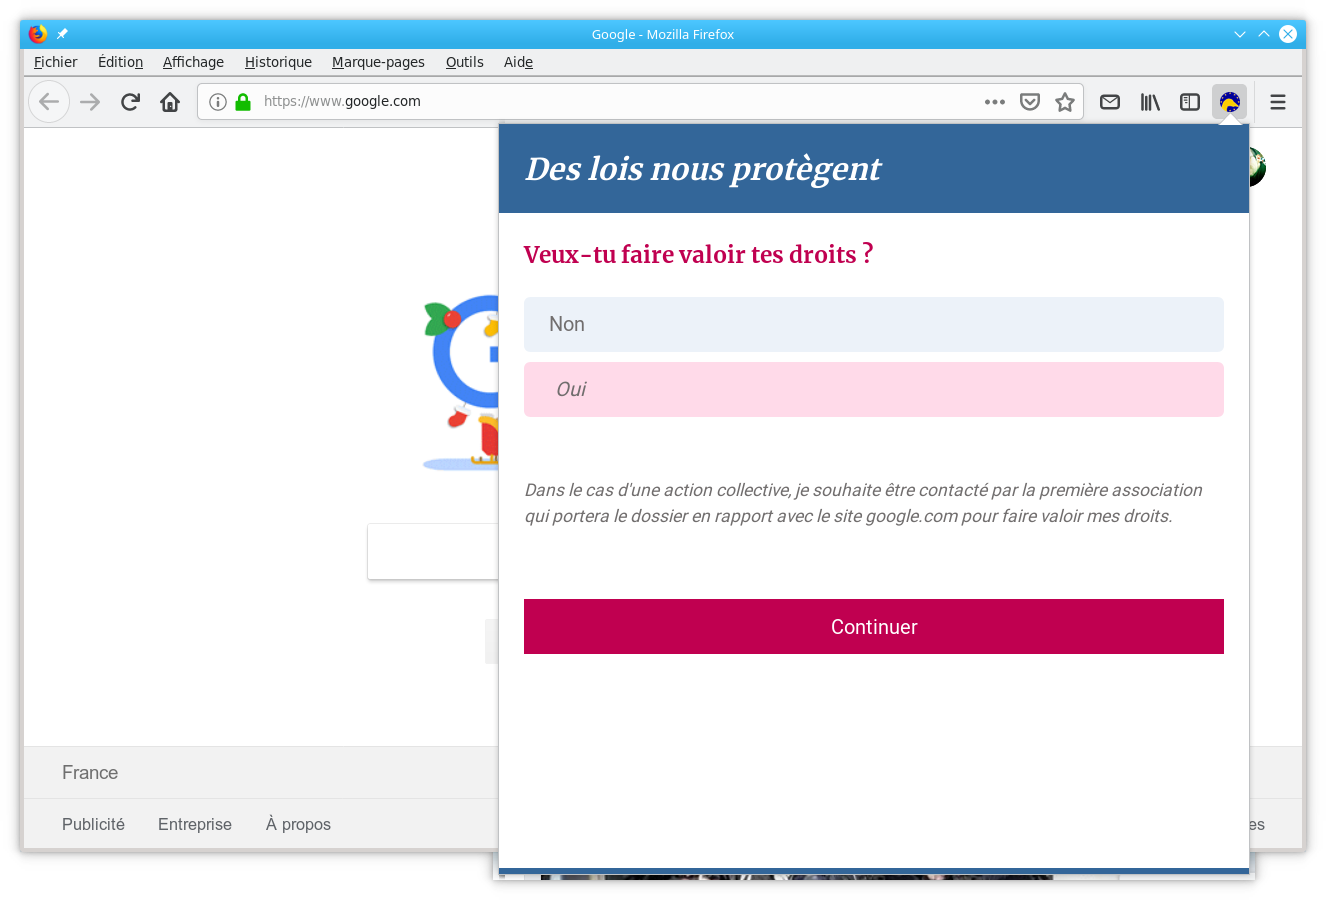 Google - Mozilla Firefox
Fichier Édition Affichage Historique Marque-pages Outils Aide
https://www.google.com
Des lois nous protègent
Veux-tu faire valoir tes droits ?
Non
Oui
Dans le cas d'une action collective, je souhaite être contacté par la première association
qui portera le dossier en rapport avec le site google.com pour faire valoir mes droits.
Continuer
France
Publicité Entreprise À propos